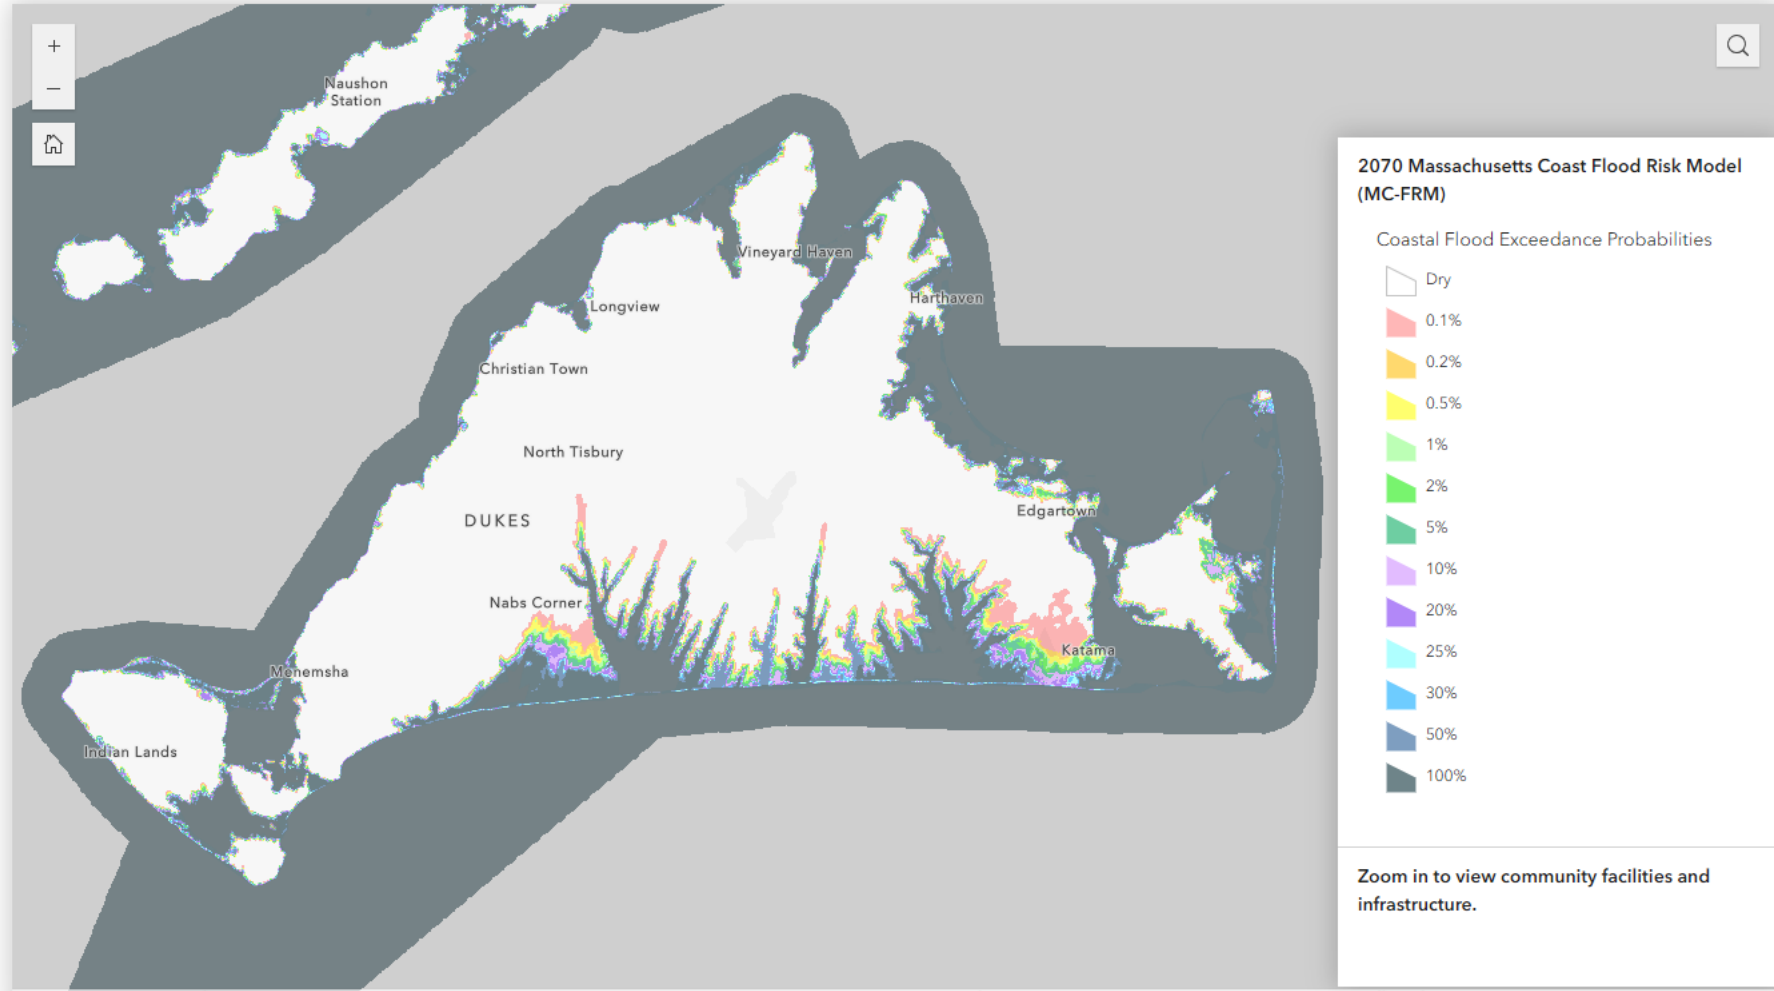 +
−
Naushon
Station
Vineyard Haven
Longview
Harthaven
Christian Town
North Tisbury
DUKES
Edgartown
Nabs Corner
Katama
Menemsha
Indian Lands
2070 Massachusetts Coast Flood Risk Model
(MC-FRM)
Coastal Flood Exceedance Probabilities
Dry
0.1%
0.2%
0.5%
1%
2%
5%
10%
20%
25%
30%
50%
100%
Zoom in to view community facilities and
infrastructure.